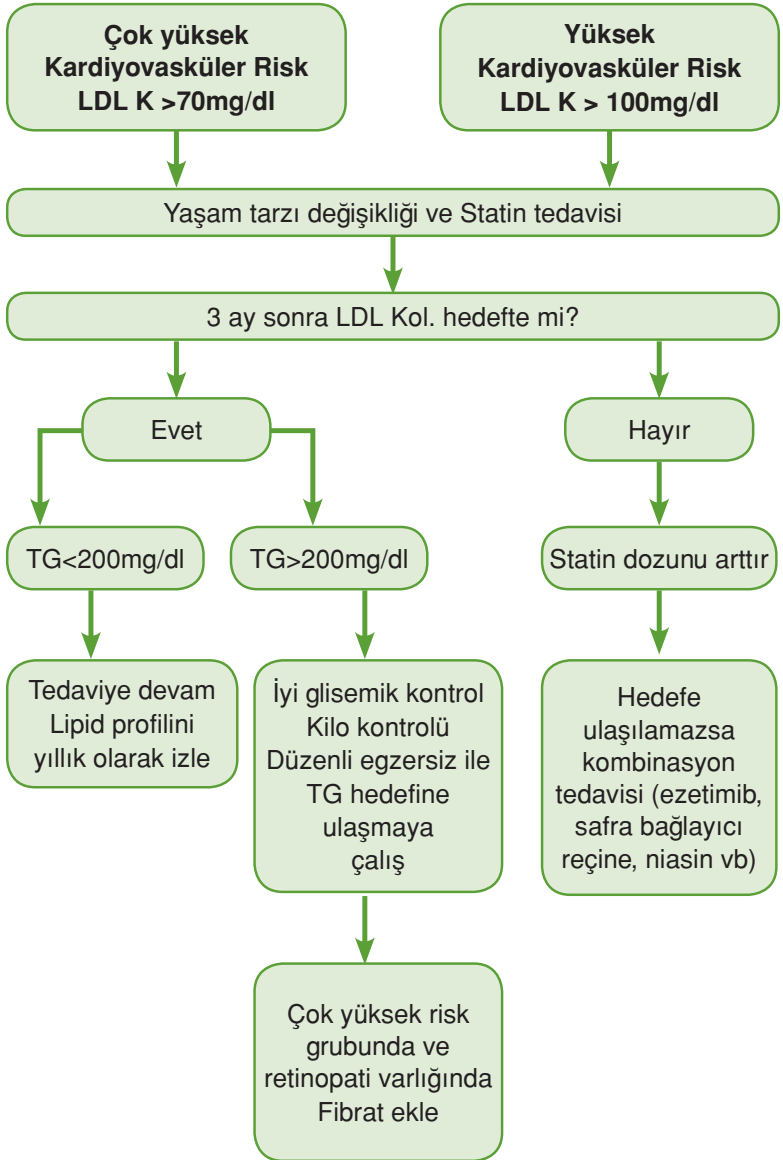 Çok yüksek
Kardiyovasküler Risk
LDL K >70mg/dl
Yüksek
Kardiyovasküler Risk
LDL K > 100mg/dl
Yaşam tarzı değişikliği ve Statin tedavisi
3 ay sonra LDL Kol. hedefte mi?
Evet
Hayır
TG<200mg/dl
TG>200mg/dl
Statin dozunu arttır
Tedaviye devam
Lipid profilini
yıllık olarak izle
İyi glisemik kontrol
Kilo kontrolü
Düzenli egzersiz ile
TG hedefine
ulaşmaya
çalış
Hedefe
ulaşılamazsa
kombinasyon
tedavisi (ezetimib,
safra bağlayıcı
reçine, niasin vb)
Çok yüksek risk
grubunda ve
retinopati varlığında
Fibrat ekle